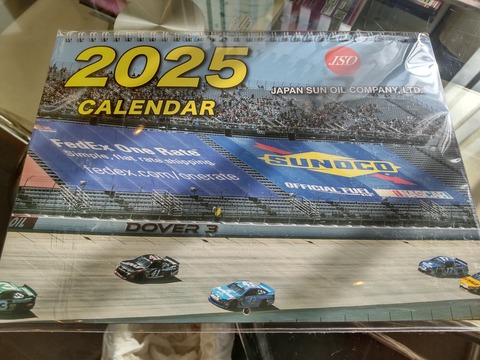 2025
CALENDAR
JSO
JAPAN SUN OIL COMPANY, LTD.
FedEx One Rate
Simple, flat rate shipping.
fedex.com/onerate
SUNOCO
OFFICIAL FUEL
NASCAR
DOVER